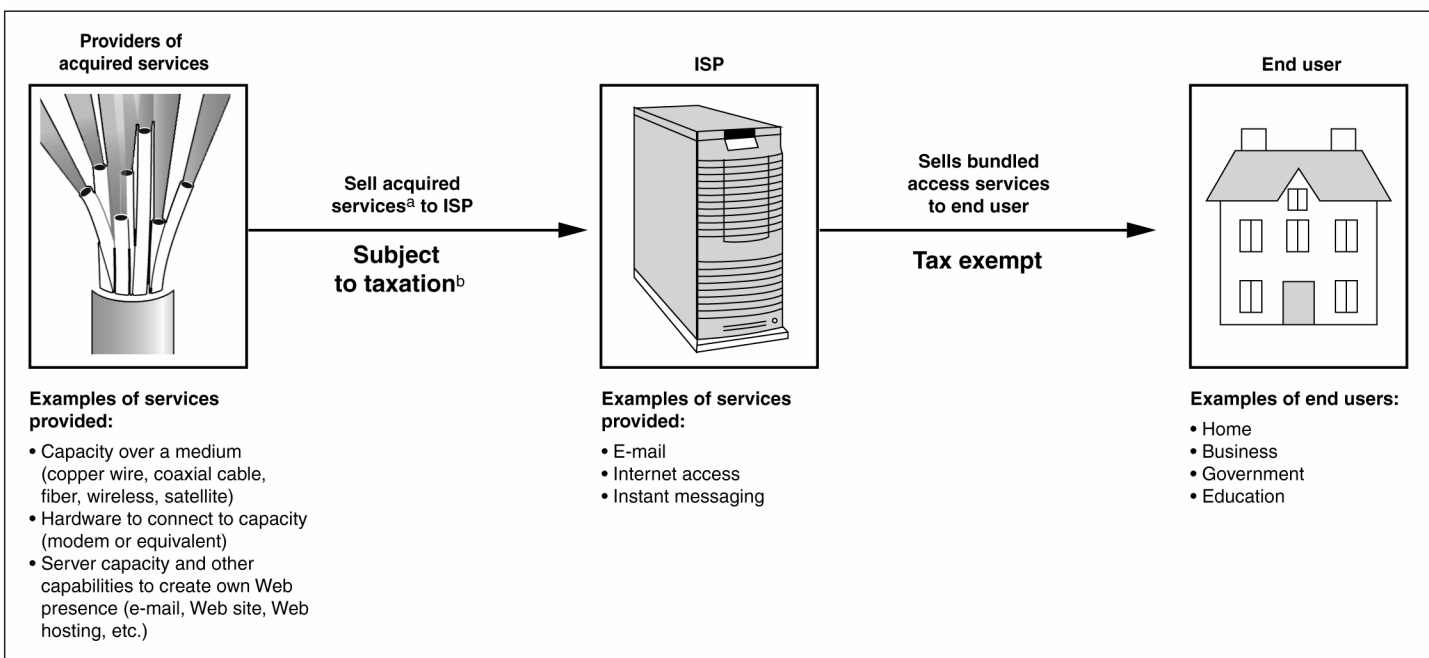 Providers of
acquired services
Sell acquired
servicesa to ISP
Subject
to taxationb
ISP
Sells bundled
access services
to end user
Tax exempt
End user
Examples of services
provided:
• Capacity over a medium
(copper wire, coaxial cable,
fiber, wireless, satellite)
• Hardware to connect to capacity
(modem or equivalent)
• Server capacity and other
capabilities to create own Web
presence (e-mail, Web site, Web
hosting, etc.)
Examples of services
provided:
• E-mail
• Internet access
• Instant messaging
Examples of end users:
• Home
• Business
• Government
• Education